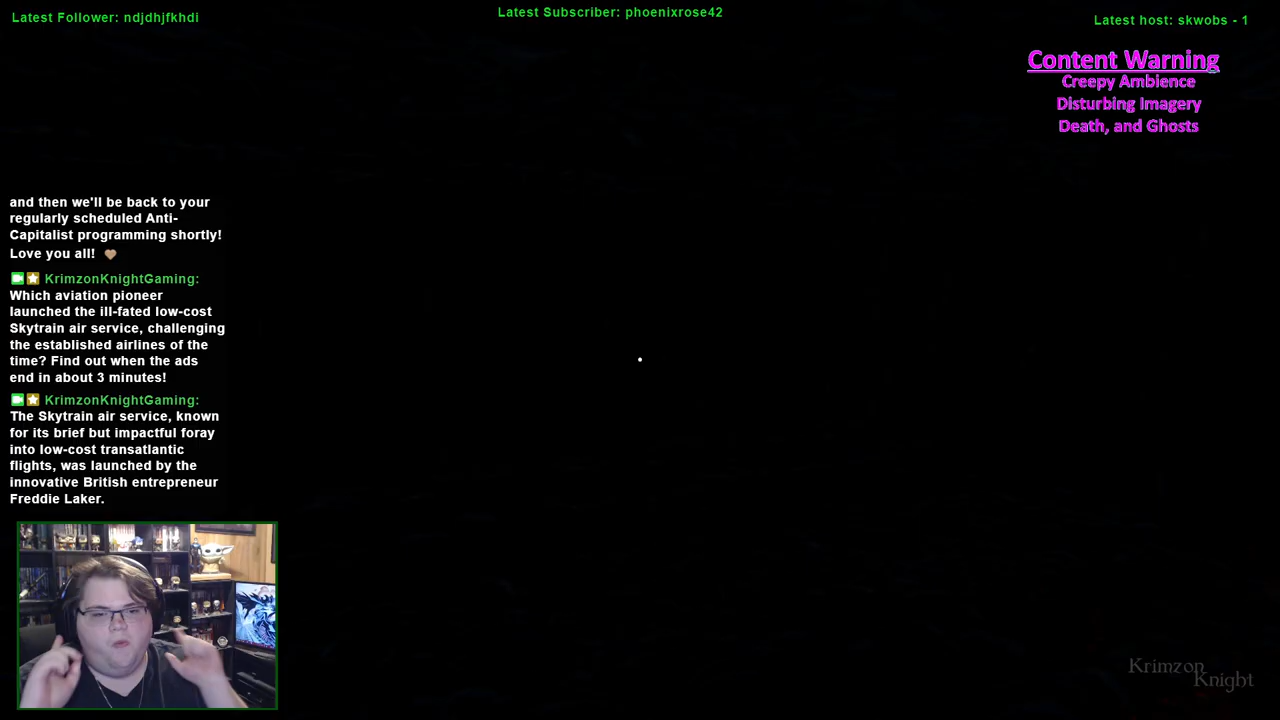 Latest Follower: ndjdhjfkhdi
Latest Subscriber: phoenixrose42
Latest host: skwobs - 1
Content Warning
Creepy Ambience
Disturbing Imagery
Death, and Ghosts
and then we'll be back to your
regularly scheduled Anti-
Capitalist programming shortly!
Love you all!
KrimzonKnightGaming:
Which aviation pioneer
launched the ill-fated low-cost
Skytrain air service, challenging
the established airlines of the
time? Find out when the ads
end in about 3 minutes!
KrimzonKnightGaming:
The Skytrain air service, known
for its brief but impactful foray
into low-cost transatlantic
flights, was launched by the
innovative British entrepreneur
Freddie Laker.
Krimzon
Knight